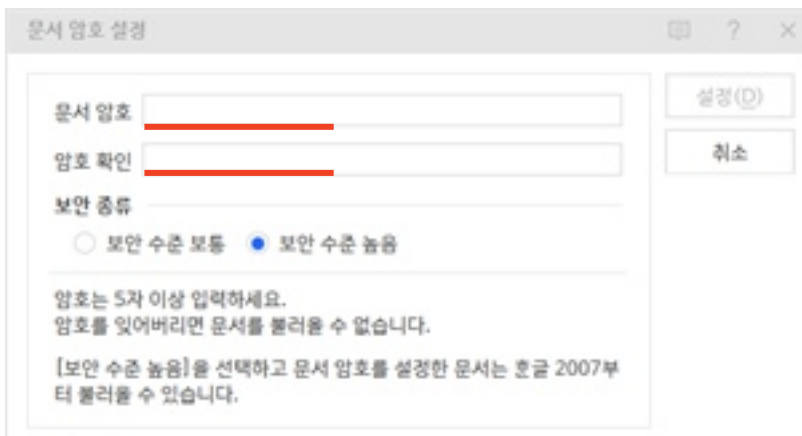 문서 암호 설정
?
설정(D)
문서 암호
암호 확인
취소
보안 종류
보안 수준 보통
보안 수준 높음
암호는 5자 이상 입력하세요.
암호를 잊어버리면 문서를 불러올 수 없습니다.
[보안 수준 높음]을 선택하고 문서 암호를 설정한 문서는 훈글 2007부
터 불러올 수 있습니다.